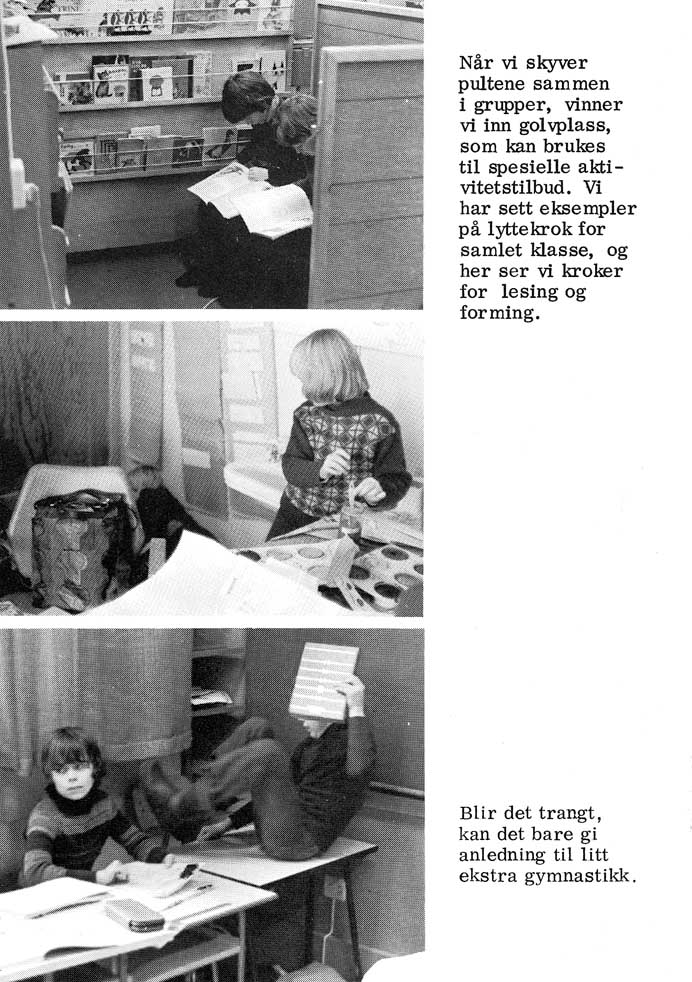 Når vi skyver
pultene sammen
i grupper, vinner
vi inn golvplass,
som kan brukes
til spesielle akti-
vitetstilbud. Vi
har sett eksempler
på lyttekrok for
samlet klasse, og
her ser vi kroker
for lesing og
forming.
Blir det trangt,
kan det bare gi
anledning til litt
ekstra gymnastikk.